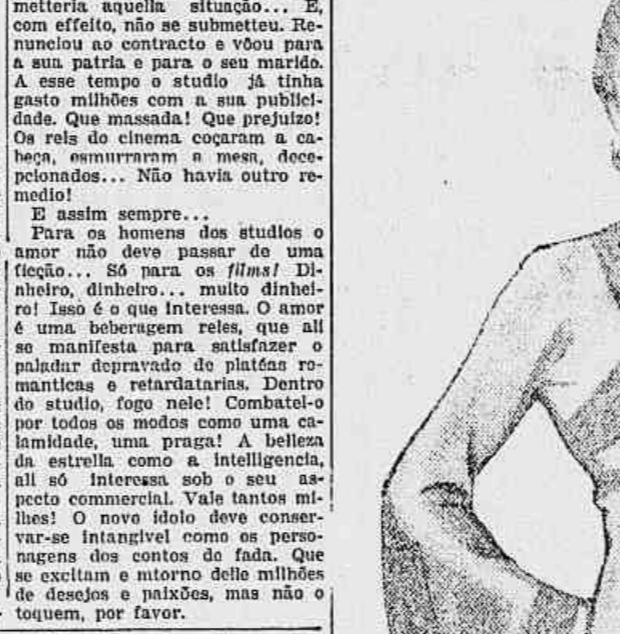 metteria aquella situação... E,
com effeito, não se submetteu. Re-
nunciou ao contracto e vôou para
a sua patria e para o seu marido.
A esse tempo o studio já tinha
gasto milhões com a sua publici-
dade. Que massada! Que prejuizo!
Os reis do cinema coçaram a ca-
heça, esmurraram a mesa, dece-
pcionados... Não havia outro re-
medio!
E assim sempre...
Para os homens dos studios o
amor não deve passar de uma
ficção... Só para os films! Di-
nheiro, dinheiro... muito dinhei-
ro! Isso é o que interessa. O amor
é uma beberagem reles, que ali
se manifesta para satisfazer o
paladar depravado de platéas ro-
manticas e retardatarias. Dentro
do studio, fogo nele! Combatel-o
por todos os modos como uma ca-
lamidade, uma praga! A belleza
da estrella como a intelligencia,
ali só interessa sob o seu as-
pecto commercial. Vale tantos mi-
lhes! O novo idolo deve conser-
var-se intangivel como os perso-
nagens dos contos de fada. Que
se excitam e mtorno delle milhões
de desejos e paixões, mas não o
toquem, por favor.